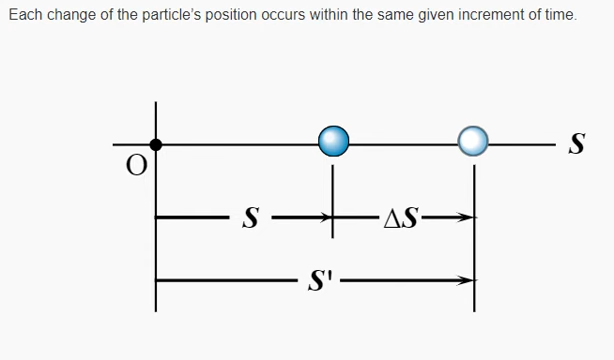 Each change of the particle's position occurs within the same given increment of time.
S
O
S
ΔS
S'